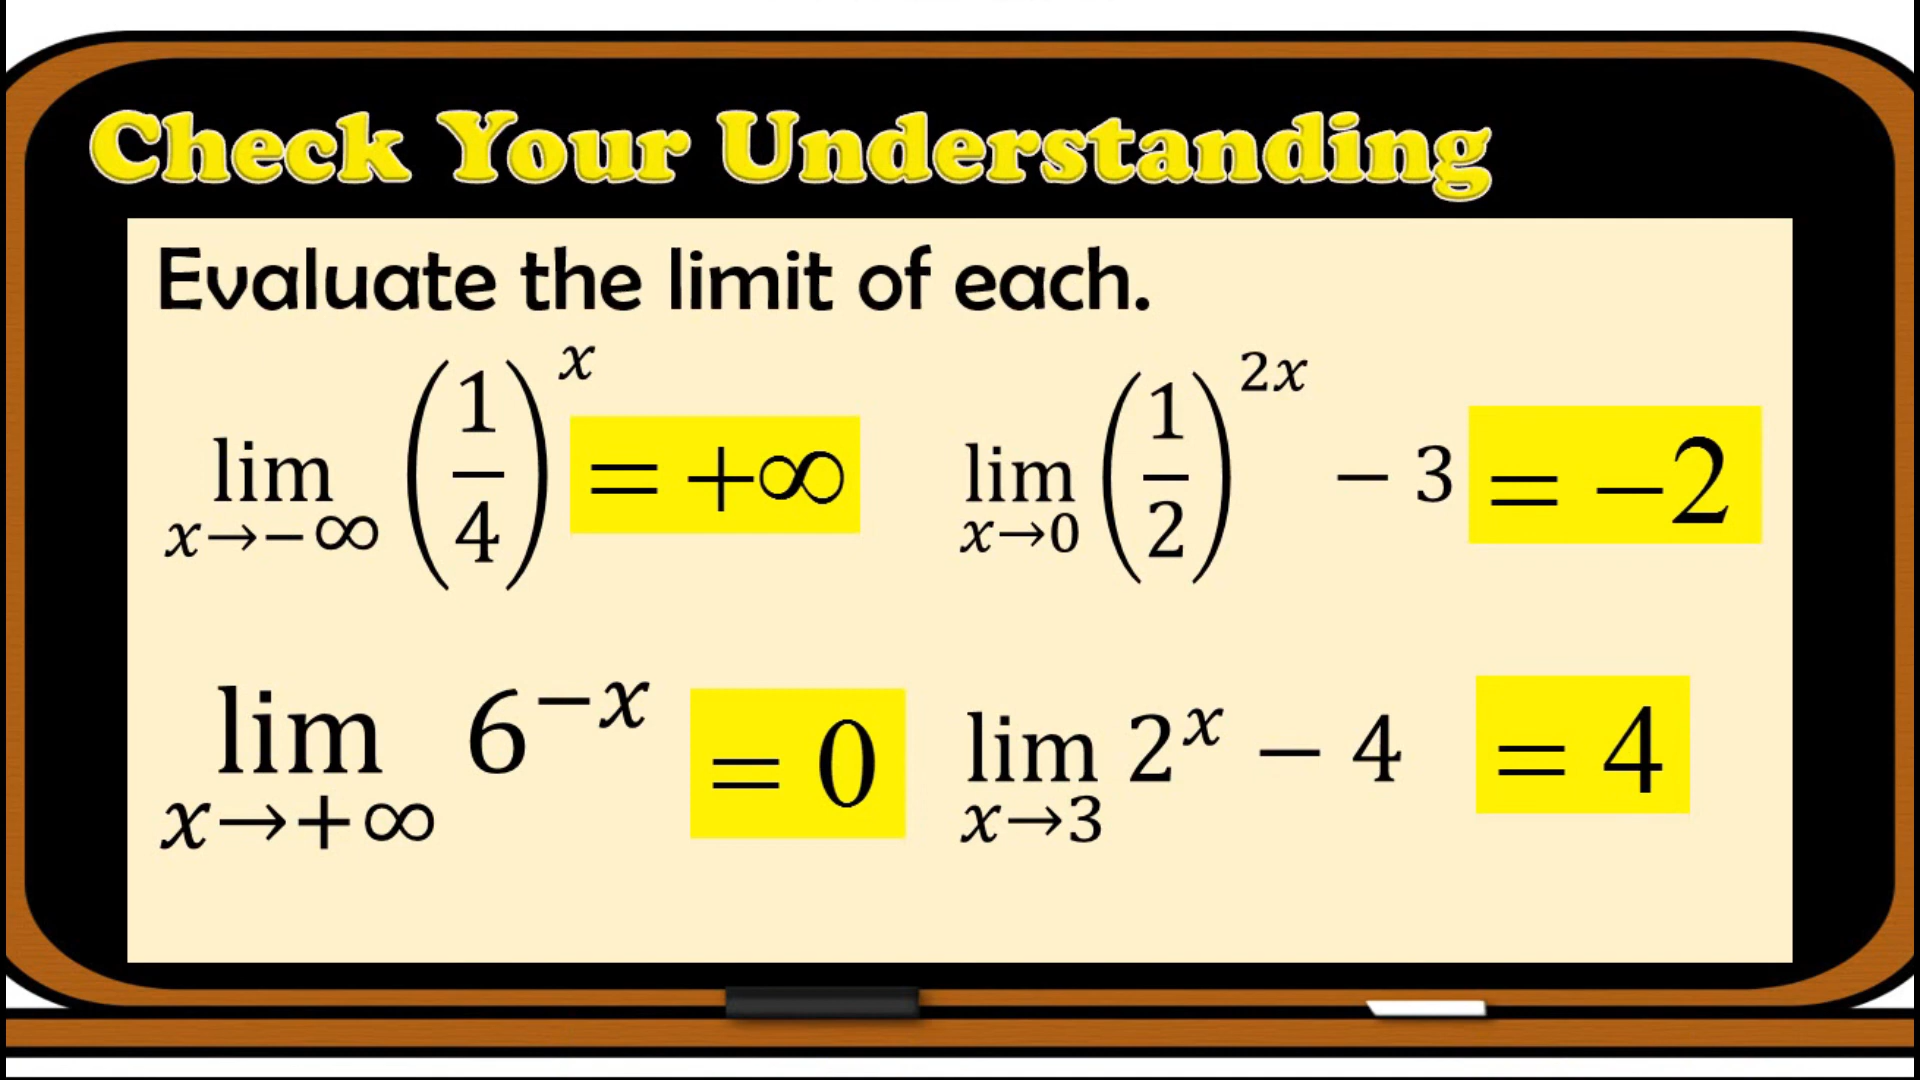 Check Your Understanding
Evaluate the limit of each.
lim x→−∞ (1/4)^x = +∞
lim x→0 (1/2)^2x − 3 = −2
lim x→+∞ 6^−x = 0
lim x→3 2^x − 4 = 4